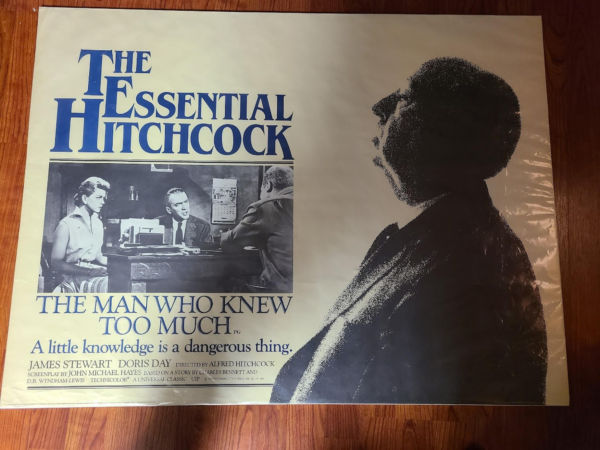 THE
ESSENTIAL
HITCHCOCK
THE MAN WHO KNEW
TOO MUCH PG
A little knowledge is a dangerous thing.
JAMES STEWART DORIS DAY DIRECTED BY ALFRED HITCHCOCK
SCREENPLAY BY JOHN MICHAEL HAYES BASED ON A STORY BY CHARLES BENNETT AND
D.B. WYNDHAM-LEWIS TECHNICOLOR® A UNIVERSAL CLASSIC UIP